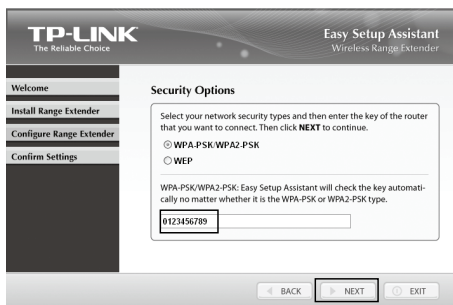 TP-LINK
The Reliable Choice
Easy Setup Assistant
Wireless Range Extender
Welcome
Install Range Extender
Configure Range Extender
Confirm Settings
Security Options
Select your network security types and then enter the key of the router
that you want to connect. Then click NEXT to continue.
WPA-PSK/WPA2-PSK
WEP
WPA-PSK/WPA2-PSK: Easy Setup Assistant will check the key automati-
cally no matter whether it is the WPA-PSK or WPA2-PSK type.
0123456789
BACK NEXT EXIT